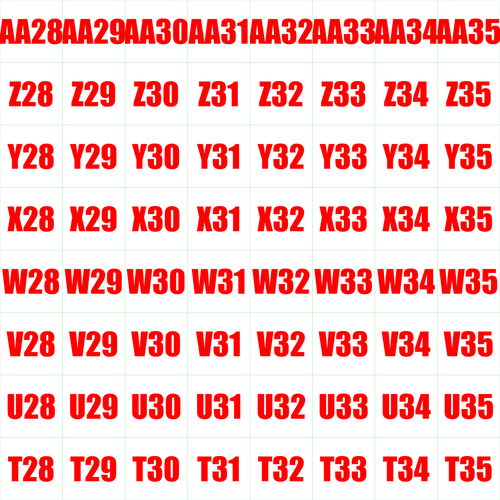 AA28 AA29 AA30 AA31 AA32 AA33 AA34 AA35
Z28 Z29 Z30 Z31 Z32 Z33 Z34 Z35
Y28 Y29 Y30 Y31 Y32 Y33 Y34 Y35
X28 X29 X30 X31 X32 X33 X34 X35
W28 W29 W30 W31 W32 W33 W34 W35
V28 V29 V30 V31 V32 V33 V34 V35
U28 U29 U30 U31 U32 U33 U34 U35
T28 T29 T30 T31 T32 T33 T34 T35